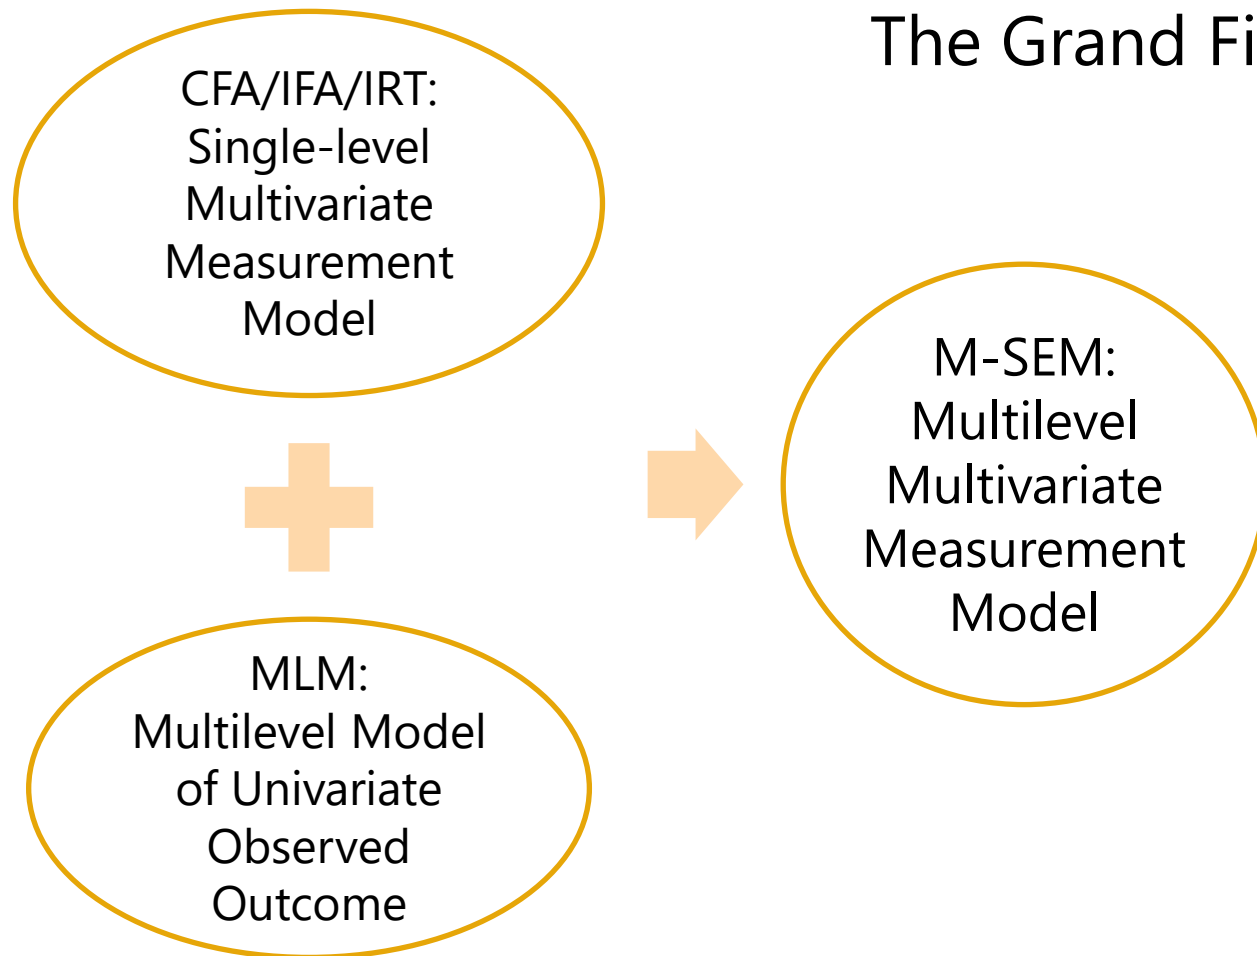 The Grand Fi
CFA/IFA/IRT:
Single-level
Multivariate
Measurement
Model
M-SEM:
Multilevel
Multivariate
Measurement
Model
MLM:
Multilevel Model
of Univariate
Observed
Outcome